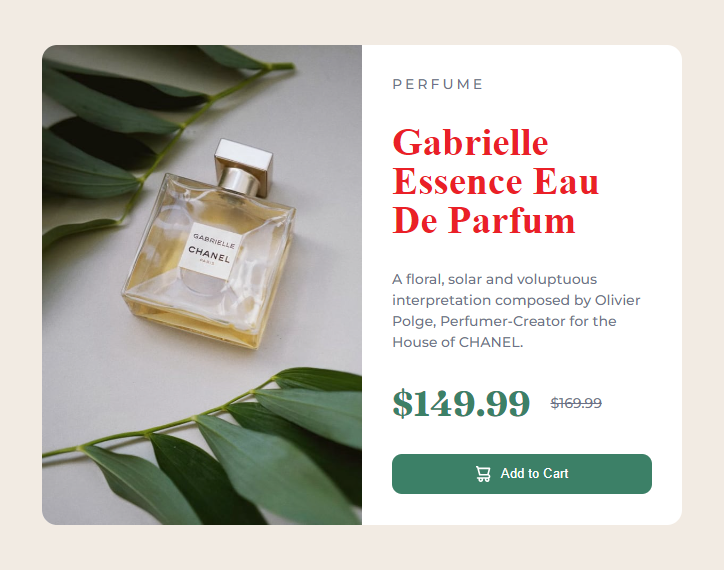 GABRIELLE
CHANEL
PARIS
PERFUME
Gabrielle
Essence Eau
De Parfum
A floral, solar and voluptuous
interpretation composed by Olivier
Polge, Perfumer-Creator for the
House of CHANEL.
$149.99 $169.99
Add to Cart